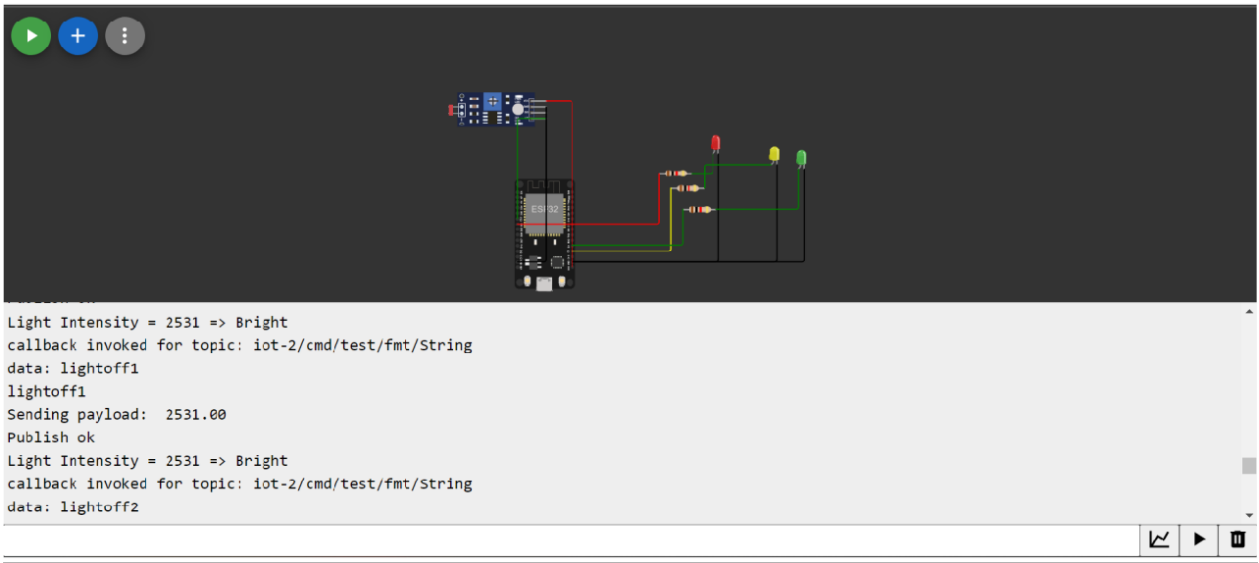 ESP32
Light Intensity = 2531 => Bright
callback invoked for topic: iot-2/cmd/test/fmt/String
data: lightoff1
lightoff1
Sending payload:  2531.00
Publish ok
Light Intensity = 2531 => Bright
callback invoked for topic: iot-2/cmd/test/fmt/String
data: lightoff2